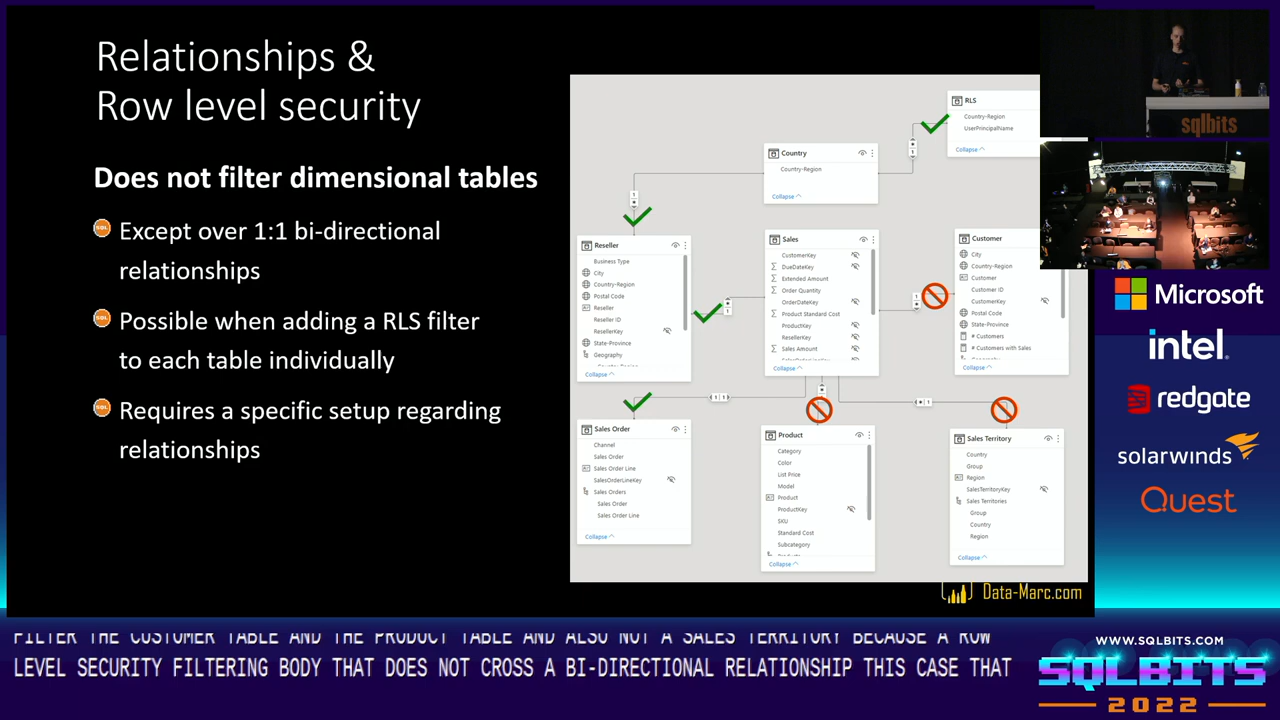 Relationships &
Row level security
Does not filter dimensional tables
Except over 1:1 bi-directional
relationships
Possible when adding a RLS filter
to each table Individually
Requires a specific setup regarding
relationships
RLS
Country-Region
UserPrincipalName
Collapse
Country
Country-Region
Collapse
Reseller
Business Type
City
Country-Region
Postal Code
Reseller
Reseller ID
ResellerKey
State-Province
Geography
Collapse
Sales
CustomerKey
DueDateKey
Extended Amount
Order Quantity
OrderDateKey
Product Standard Cost
ProductKey
ResellerKey
Sales Amount
Collapse
Customer
City
Country-Region
Customer
Customer ID
CustomerKey
Postal Code
State-Province
# Customers
# Customers with Sales
Collapse
Sales Order
Channel
Sales Order
Sales Order Line
SalesOrderLineKey
Sales Orders
Sales Order
Sales Order Line
Collapse
Product
Category
Color
List Price
Model
Product
ProductKey
SKU
Standard Cost
Subcategory
Collapse
Sales Territory
Country
Group
Region
SalesTerritoryKey
Sales Territories
Group
Country
Region
Collapse
Data-Marc.com
sqlbits
Microsoft
intel.
redgate
solarwinds
Quest
FILTER THE CUSTOMER TABLE AND THE PRODUCT TABLE AND ALSO NOT A SALES TERRITORY BECAUSE A ROW
LEVEL SECURITY FILTERING BODY THAT DOES NOT CROSS A BI-DIRECTIONAL RELATIONSHIP THIS CASE THAT
WWW.SQLBITS.COM
SQLBITS
2022